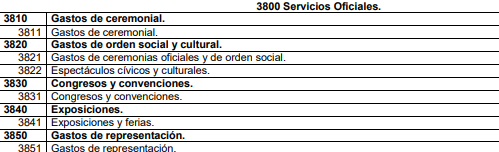 3800 Servicios Oficiales.
3810 Gastos de ceremonial.
3811 Gastos de ceremonial.
3820 Gastos de orden social y cultural.
3821 Gastos de ceremonias oficiales y de orden social.
3822 Espectáculos cívicos y culturales.
3830 Congresos y convenciones.
3831 Congresos y convenciones.
3840 Exposiciones.
3841 Exposiciones y ferias.
3850 Gastos de representación.
3851 Gastos de representación.